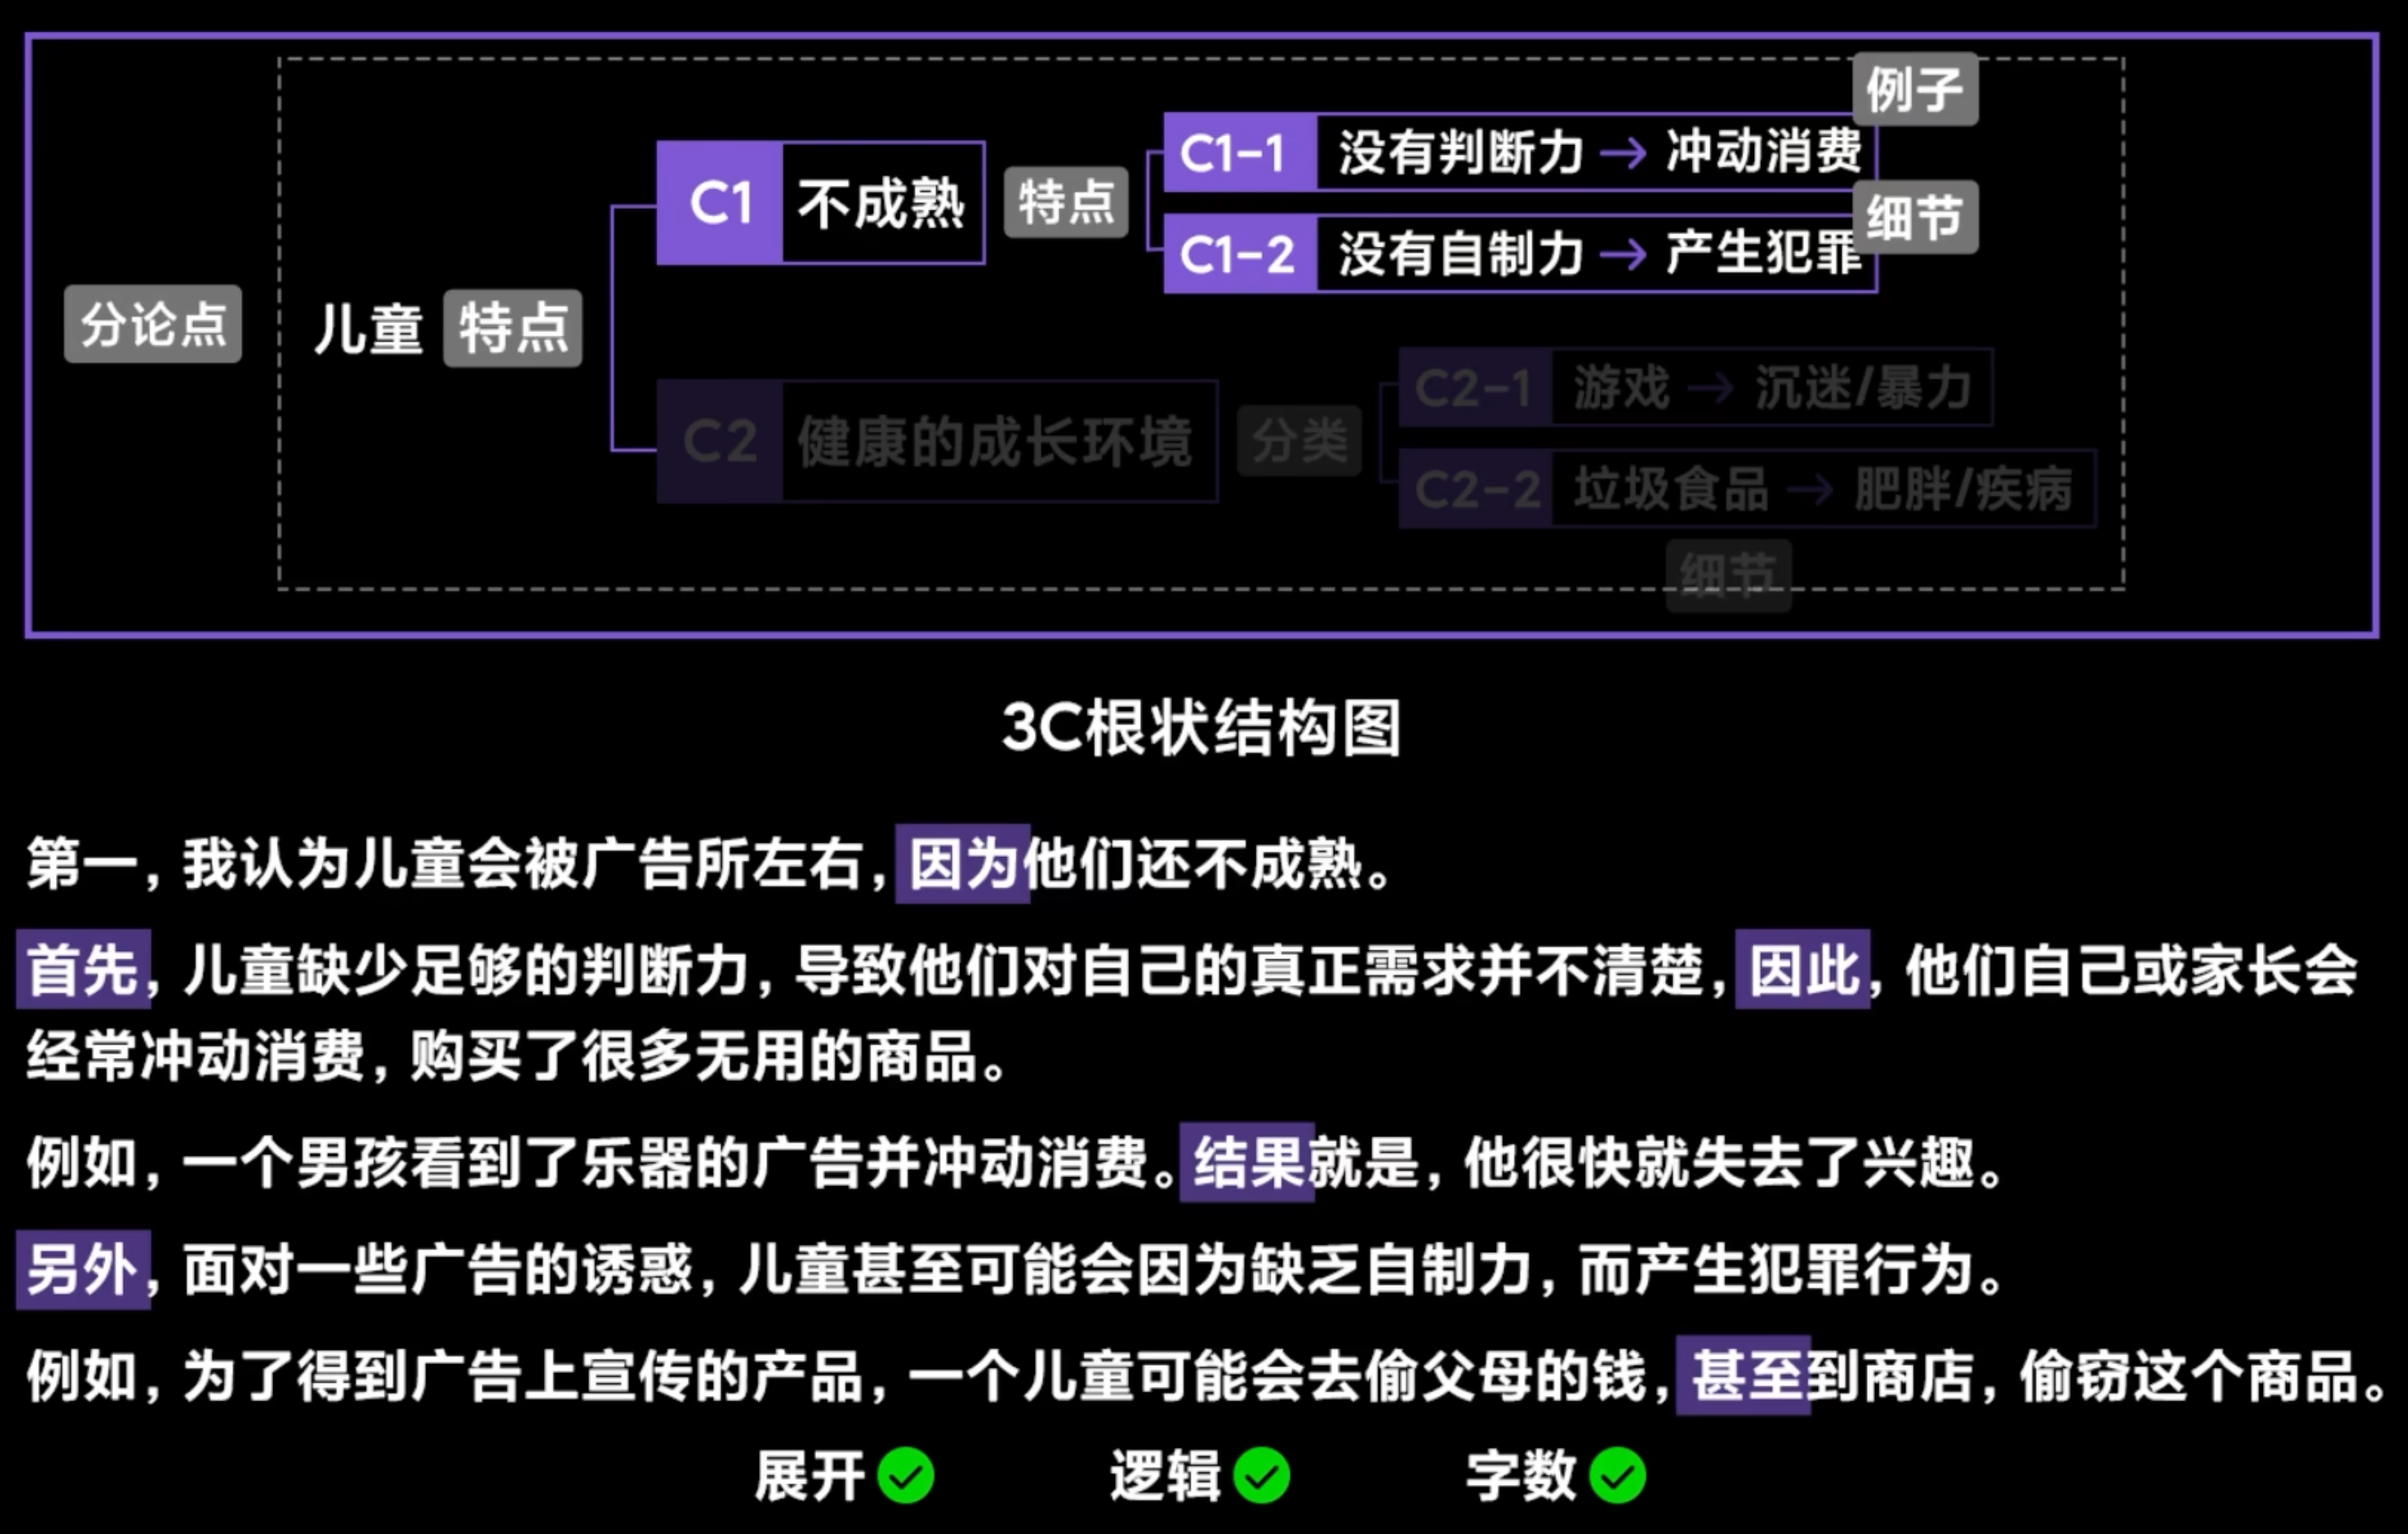 例子
C1-1 没有判断力 → 冲动消费
C1 不成熟 特点
细节
C1-2 没有自制力 → 产生犯罪
分论点 儿童 特点
C2-1 游戏 → 沉迷/暴力
C2 健康的成长环境 分类
C2-2 垃圾食品 → 肥胖/疾病
细节
3C根状结构图
第一，我认为儿童会被广告所左右，因为他们还不成熟。
首先，儿童缺少足够的判断力，导致他们对自己的真正需求并不清楚，因此，他们自己或家长会
经常冲动消费，购买了很多无用的商品。
例如，一个男孩看到了乐器的广告并冲动消费。结果就是，他很快就失去了兴趣。
另外，面对一些广告的诱惑，儿童甚至可能会因为缺乏自制力，而产生犯罪行为。
例如，为了得到广告上宣传的产品，一个儿童可能会去偷父母的钱，甚至到商店，偷窃这个商品。
展开 逻辑 字数